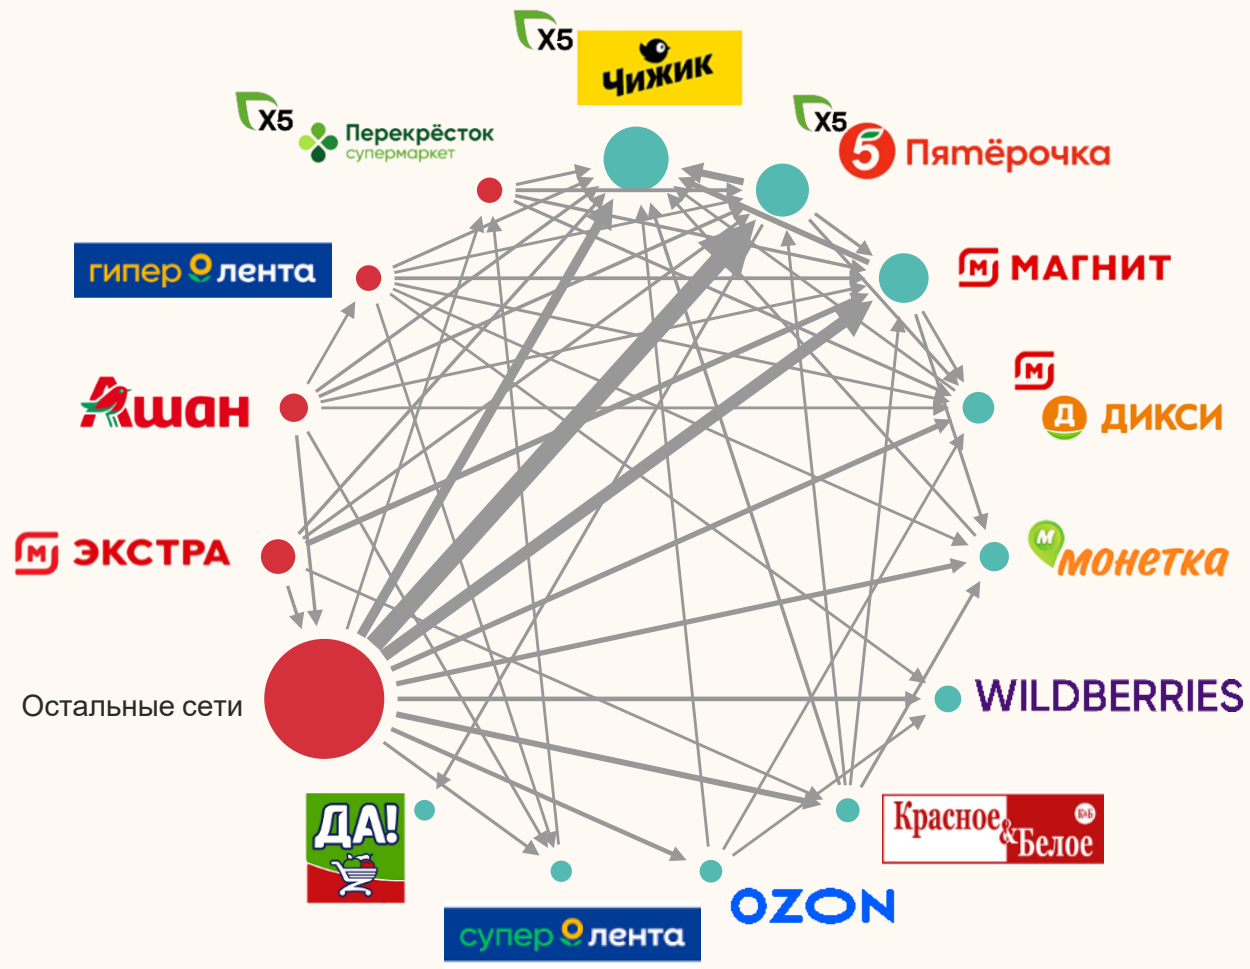 X5
Чижик
X5
Перекрёсток
супермаркет
X5
5 Пятёрочка
гипер лента
М МАГНИТ
Ашан
М
Д ДИКСИ
М ЭКСТРА
М
монетка
Остальные сети
WILDBERRIES
ДА!
Красное
&
Белое
К&Б
OZON
супер лента